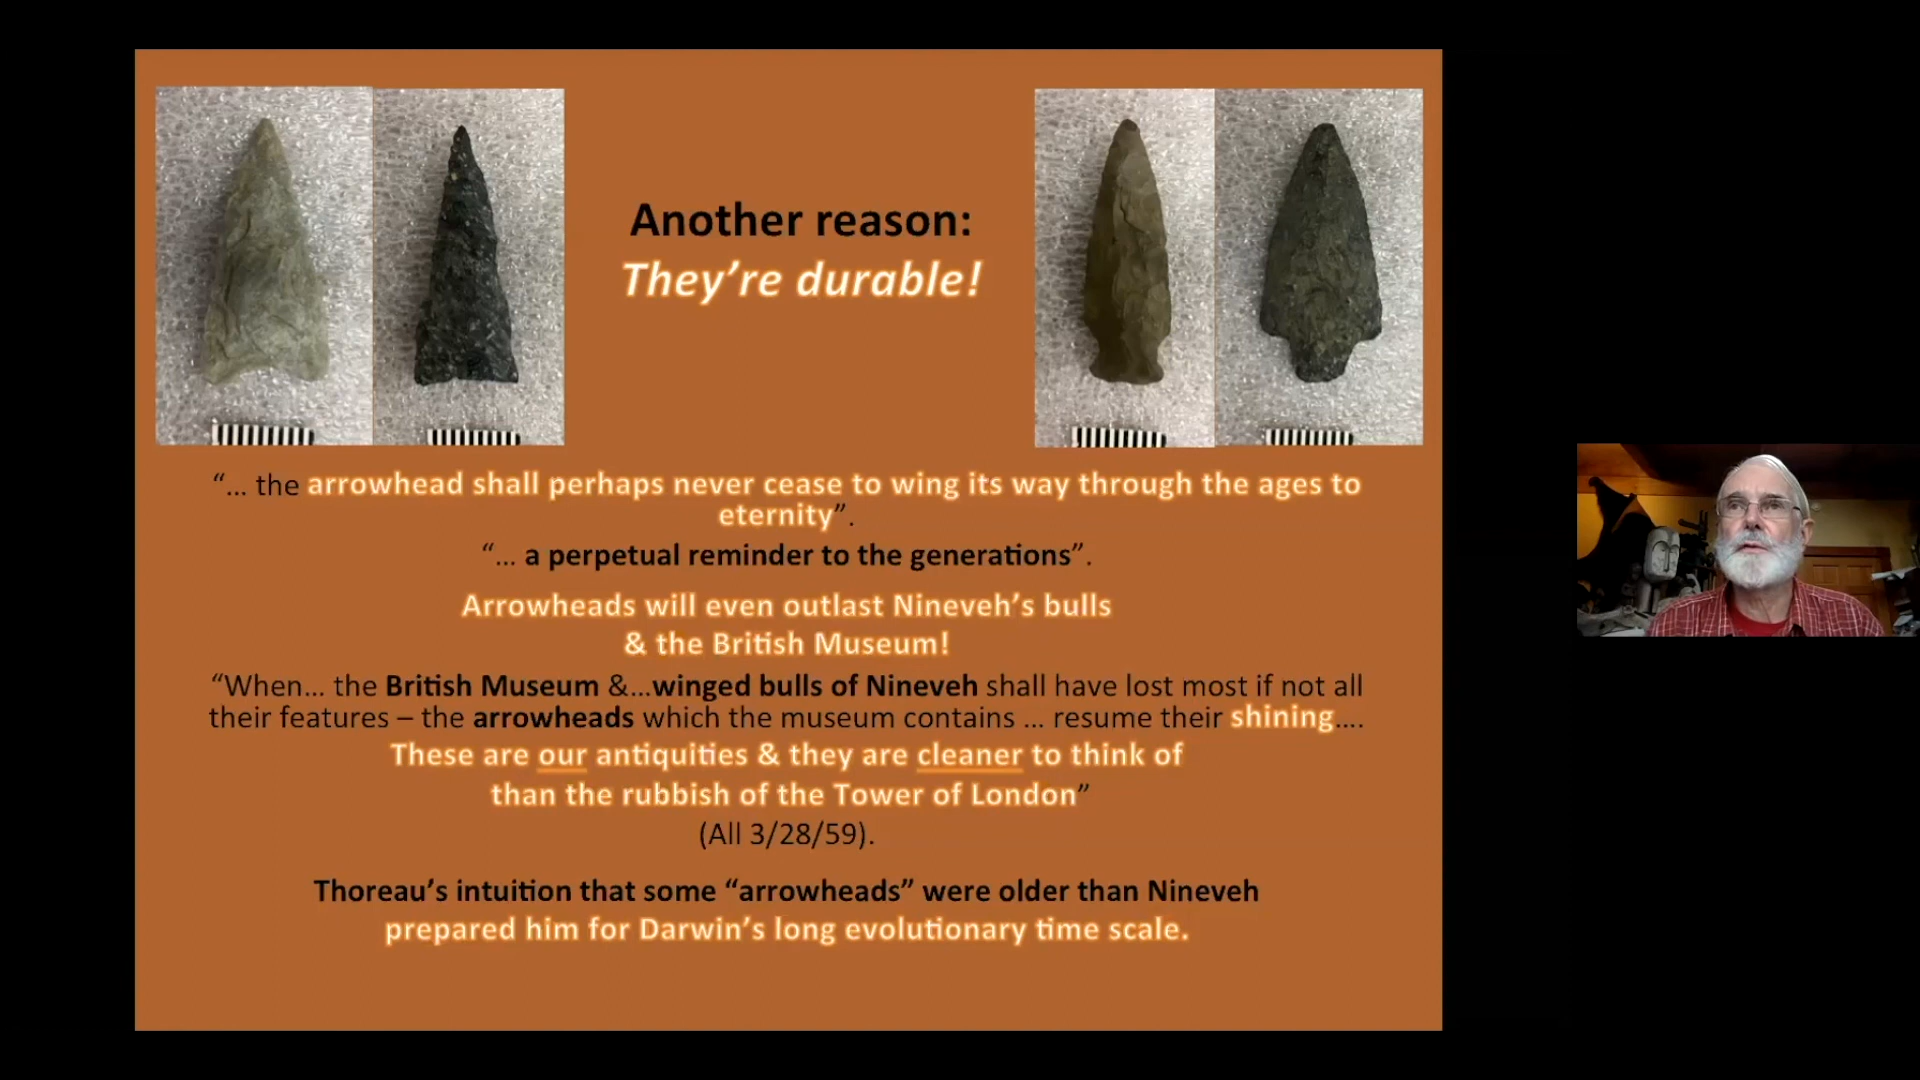 Another reason:
They’re durable!
“... the arrowhead shall perhaps never cease to wing its way through the ages to
eternity”.
“... a perpetual reminder to the generations”.
Arrowheads will even outlast Nineveh’s bulls
& the British Museum!
“When... the British Museum &...winged bulls of Nineveh shall have lost most if not all
their features – the arrowheads which the museum contains ... resume their shining....
These are our antiquities & they are cleaner to think of
than the rubbish of the Tower of London”
(All 3/28/59).
Thoreau’s intuition that some “arrowheads” were older than Nineveh
prepared him for Darwin’s long evolutionary time scale.